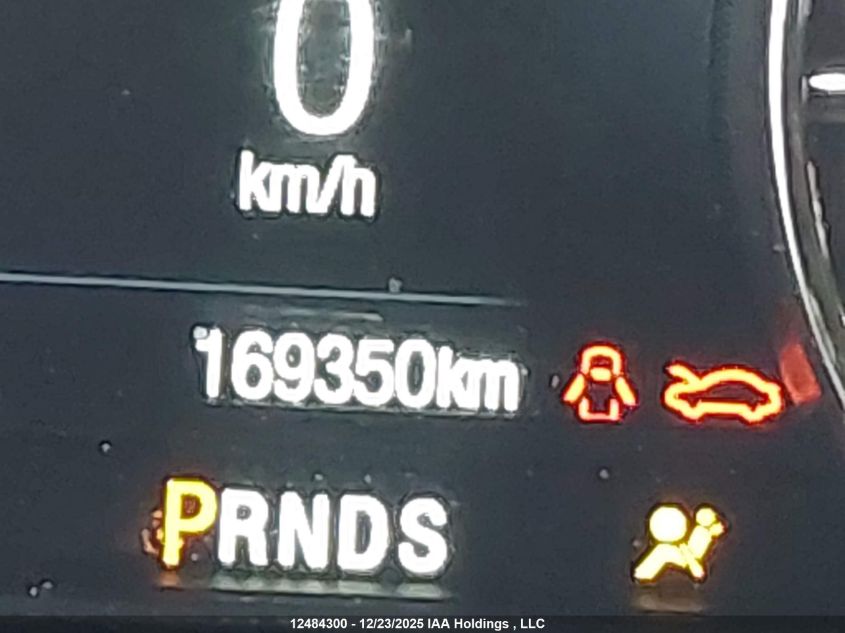 0
km/h
169350km
PRNDS
12484300 - 12/23/2025 IAA Holdings , LLC